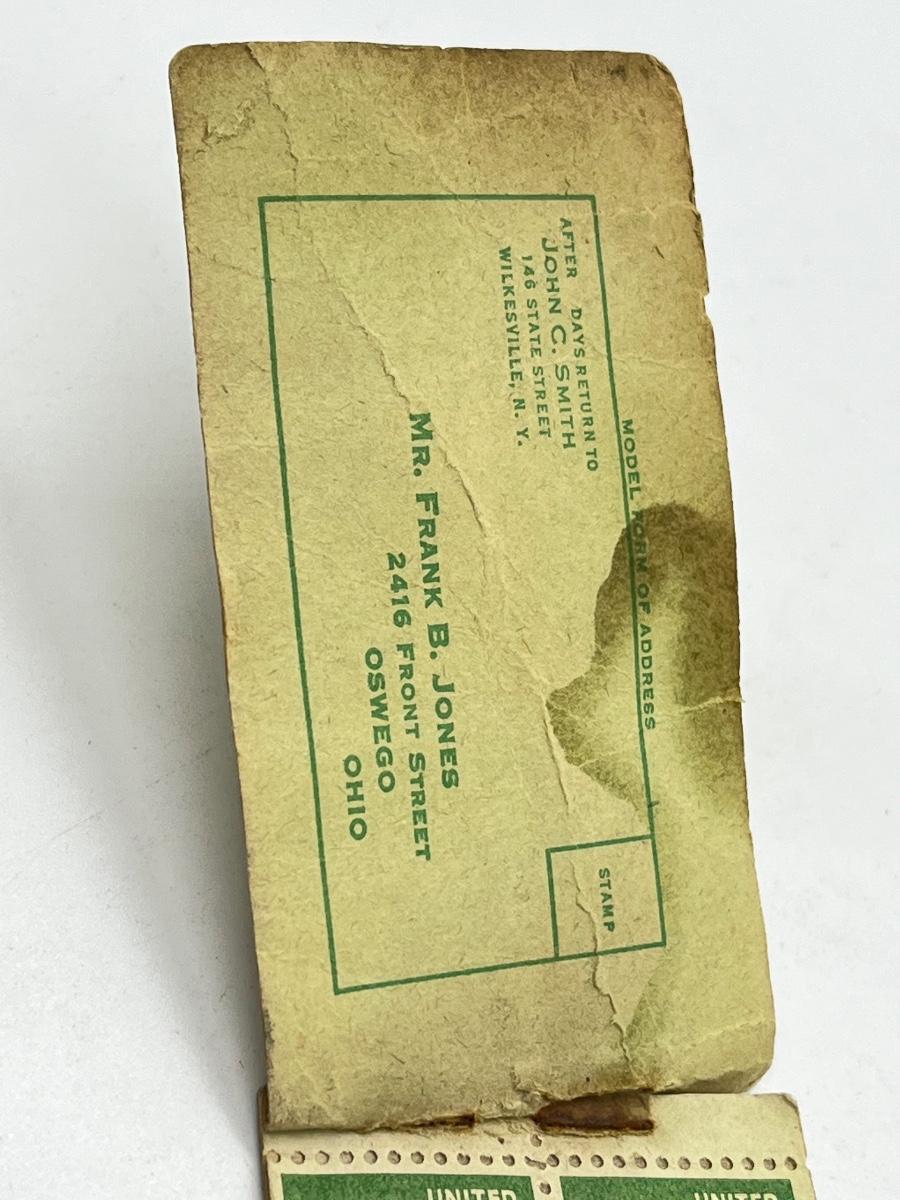 MODEL FORM OF ADDRESS
AFTER DAYS RETURN TO
JOHN C. SMITH
146 STATE STREET
WILKESVILLE, N. Y.
STAMP
MR. FRANK B. JONES
2416 FRONT STREET
OSWEGO
OHIO
UNITED
UNITED